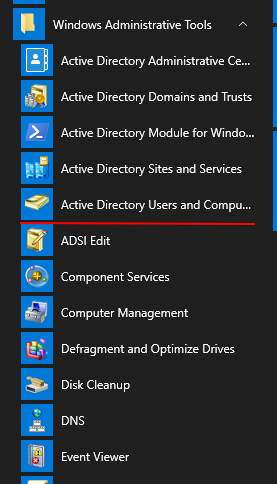 Windows Administrative Tools
Active Directory Administrative Ce...
Active Directory Domains and Trusts
Active Directory Module for Windo...
Active Directory Sites and Services
Active Directory Users and Compu...
ADSI Edit
Component Services
Computer Management
Defragment and Optimize Drives
Disk Cleanup
DNS
Event Viewer